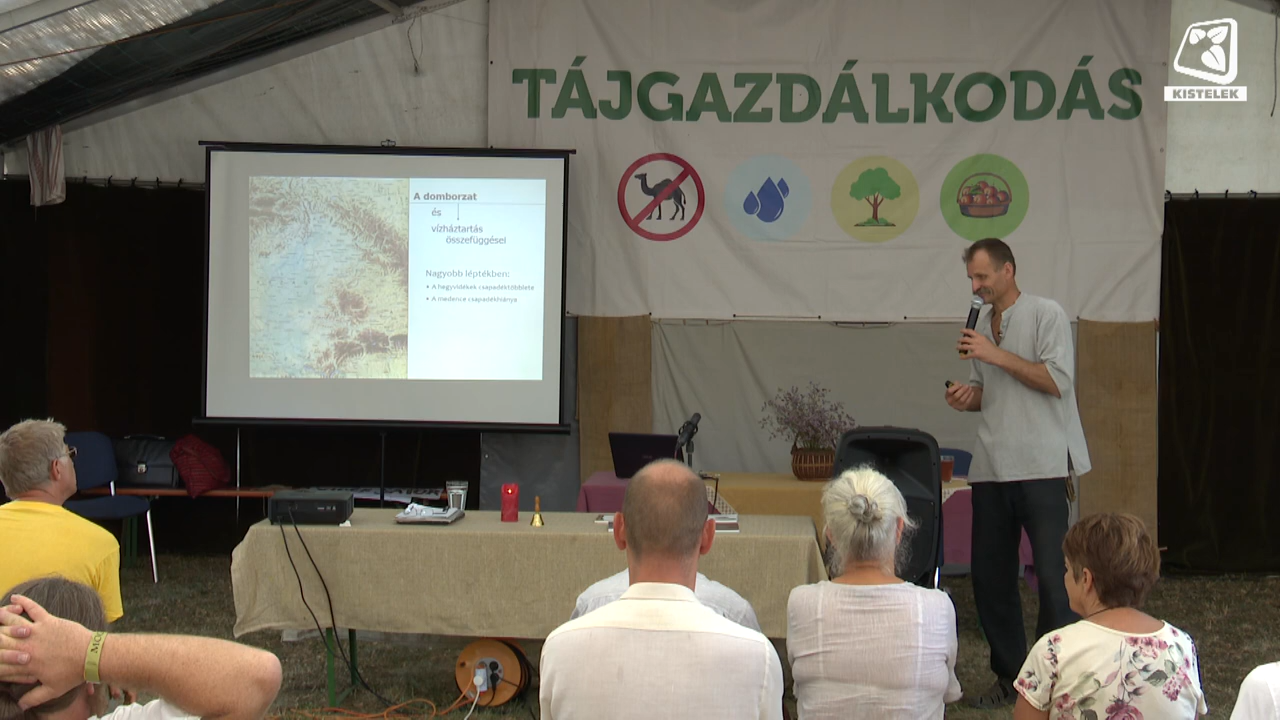 TÁJGAZDÁLKODÁS
KISTELEK
A domborzat
és
vízháztartás
összefüggései
Nagyobb léptékben:
• A hegyvidékek csapadéktöbblete
• A medence csapadékhiánya